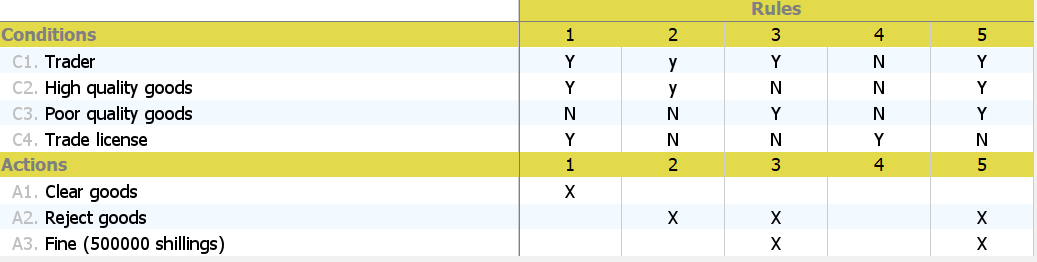 Rules
Conditions 1 2 3 4 5
C1. Trader Y y Y N Y
C2. High quality goods Y y N N Y
C3. Poor quality goods N N Y N Y
C4. Trade license Y N N Y N
Actions 1 2 3 4 5
A1. Clear goods X
A2. Reject goods X X X
A3. Fine (500000 shillings) X X